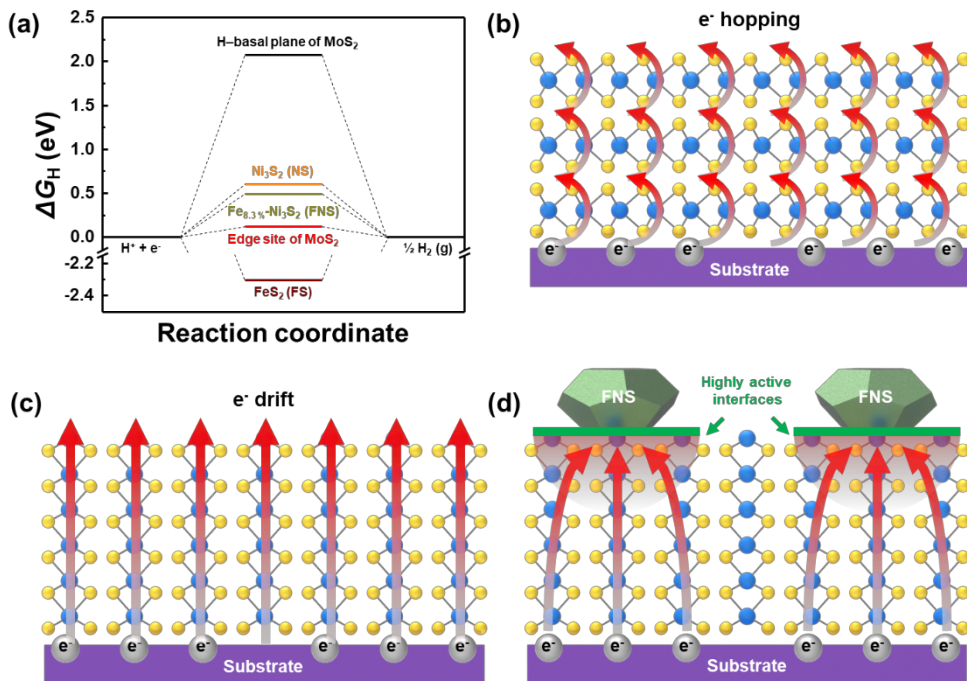 (a)
2.5
2.0
1.5
1.0
0.5
0.0
-2.2
-2.4
ΔG_H (eV)
H–basal plane of MoS₂
Ni₃S₂ (NS)
Fe₈.₃ %-Ni₃S₂ (FNS)
Edge site of MoS₂
H⁺ + e⁻
½ H₂ (g)
FeS₂ (FS)
Reaction coordinate
(b)
e⁻ hopping
e⁻ e⁻ e⁻ e⁻ e⁻ e⁻
Substrate
(c)
e⁻ drift
e⁻ e⁻ e⁻ e⁻ e⁻ e⁻
Substrate
(d)
FNS
Highly active
interfaces
FNS
e⁻ e⁻ e⁻ e⁻ e⁻ e⁻
Substrate